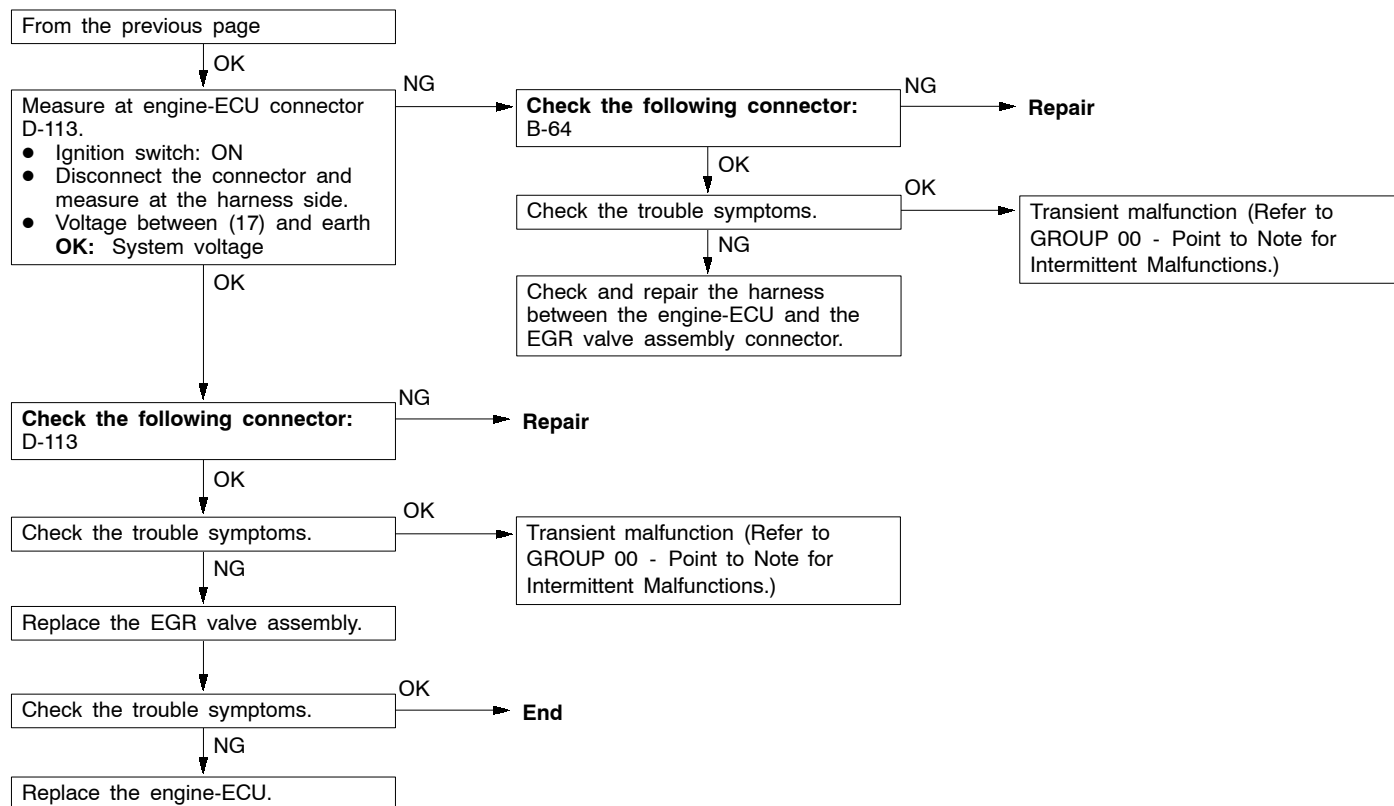 From the previous page
OK
Measure at engine-ECU connector
D-113.
● Ignition switch: ON
● Disconnect the connector and
measure at the harness side.
● Voltage between (17) and earth
OK: System voltage
NG
Check the following connector:
B-64
NG
Repair
OK
Check the trouble symptoms.
OK
Transient malfunction (Refer to
GROUP 00 - Point to Note for
Intermittent Malfunctions.)
NG
Check and repair the harness
between the engine-ECU and the
EGR valve assembly connector.
OK
Check the following connector:
D-113
NG
Repair
OK
Check the trouble symptoms.
OK
Transient malfunction (Refer to
GROUP 00 - Point to Note for
Intermittent Malfunctions.)
NG
Replace the EGR valve assembly.
Check the trouble symptoms.
OK
End
NG
Replace the engine-ECU.